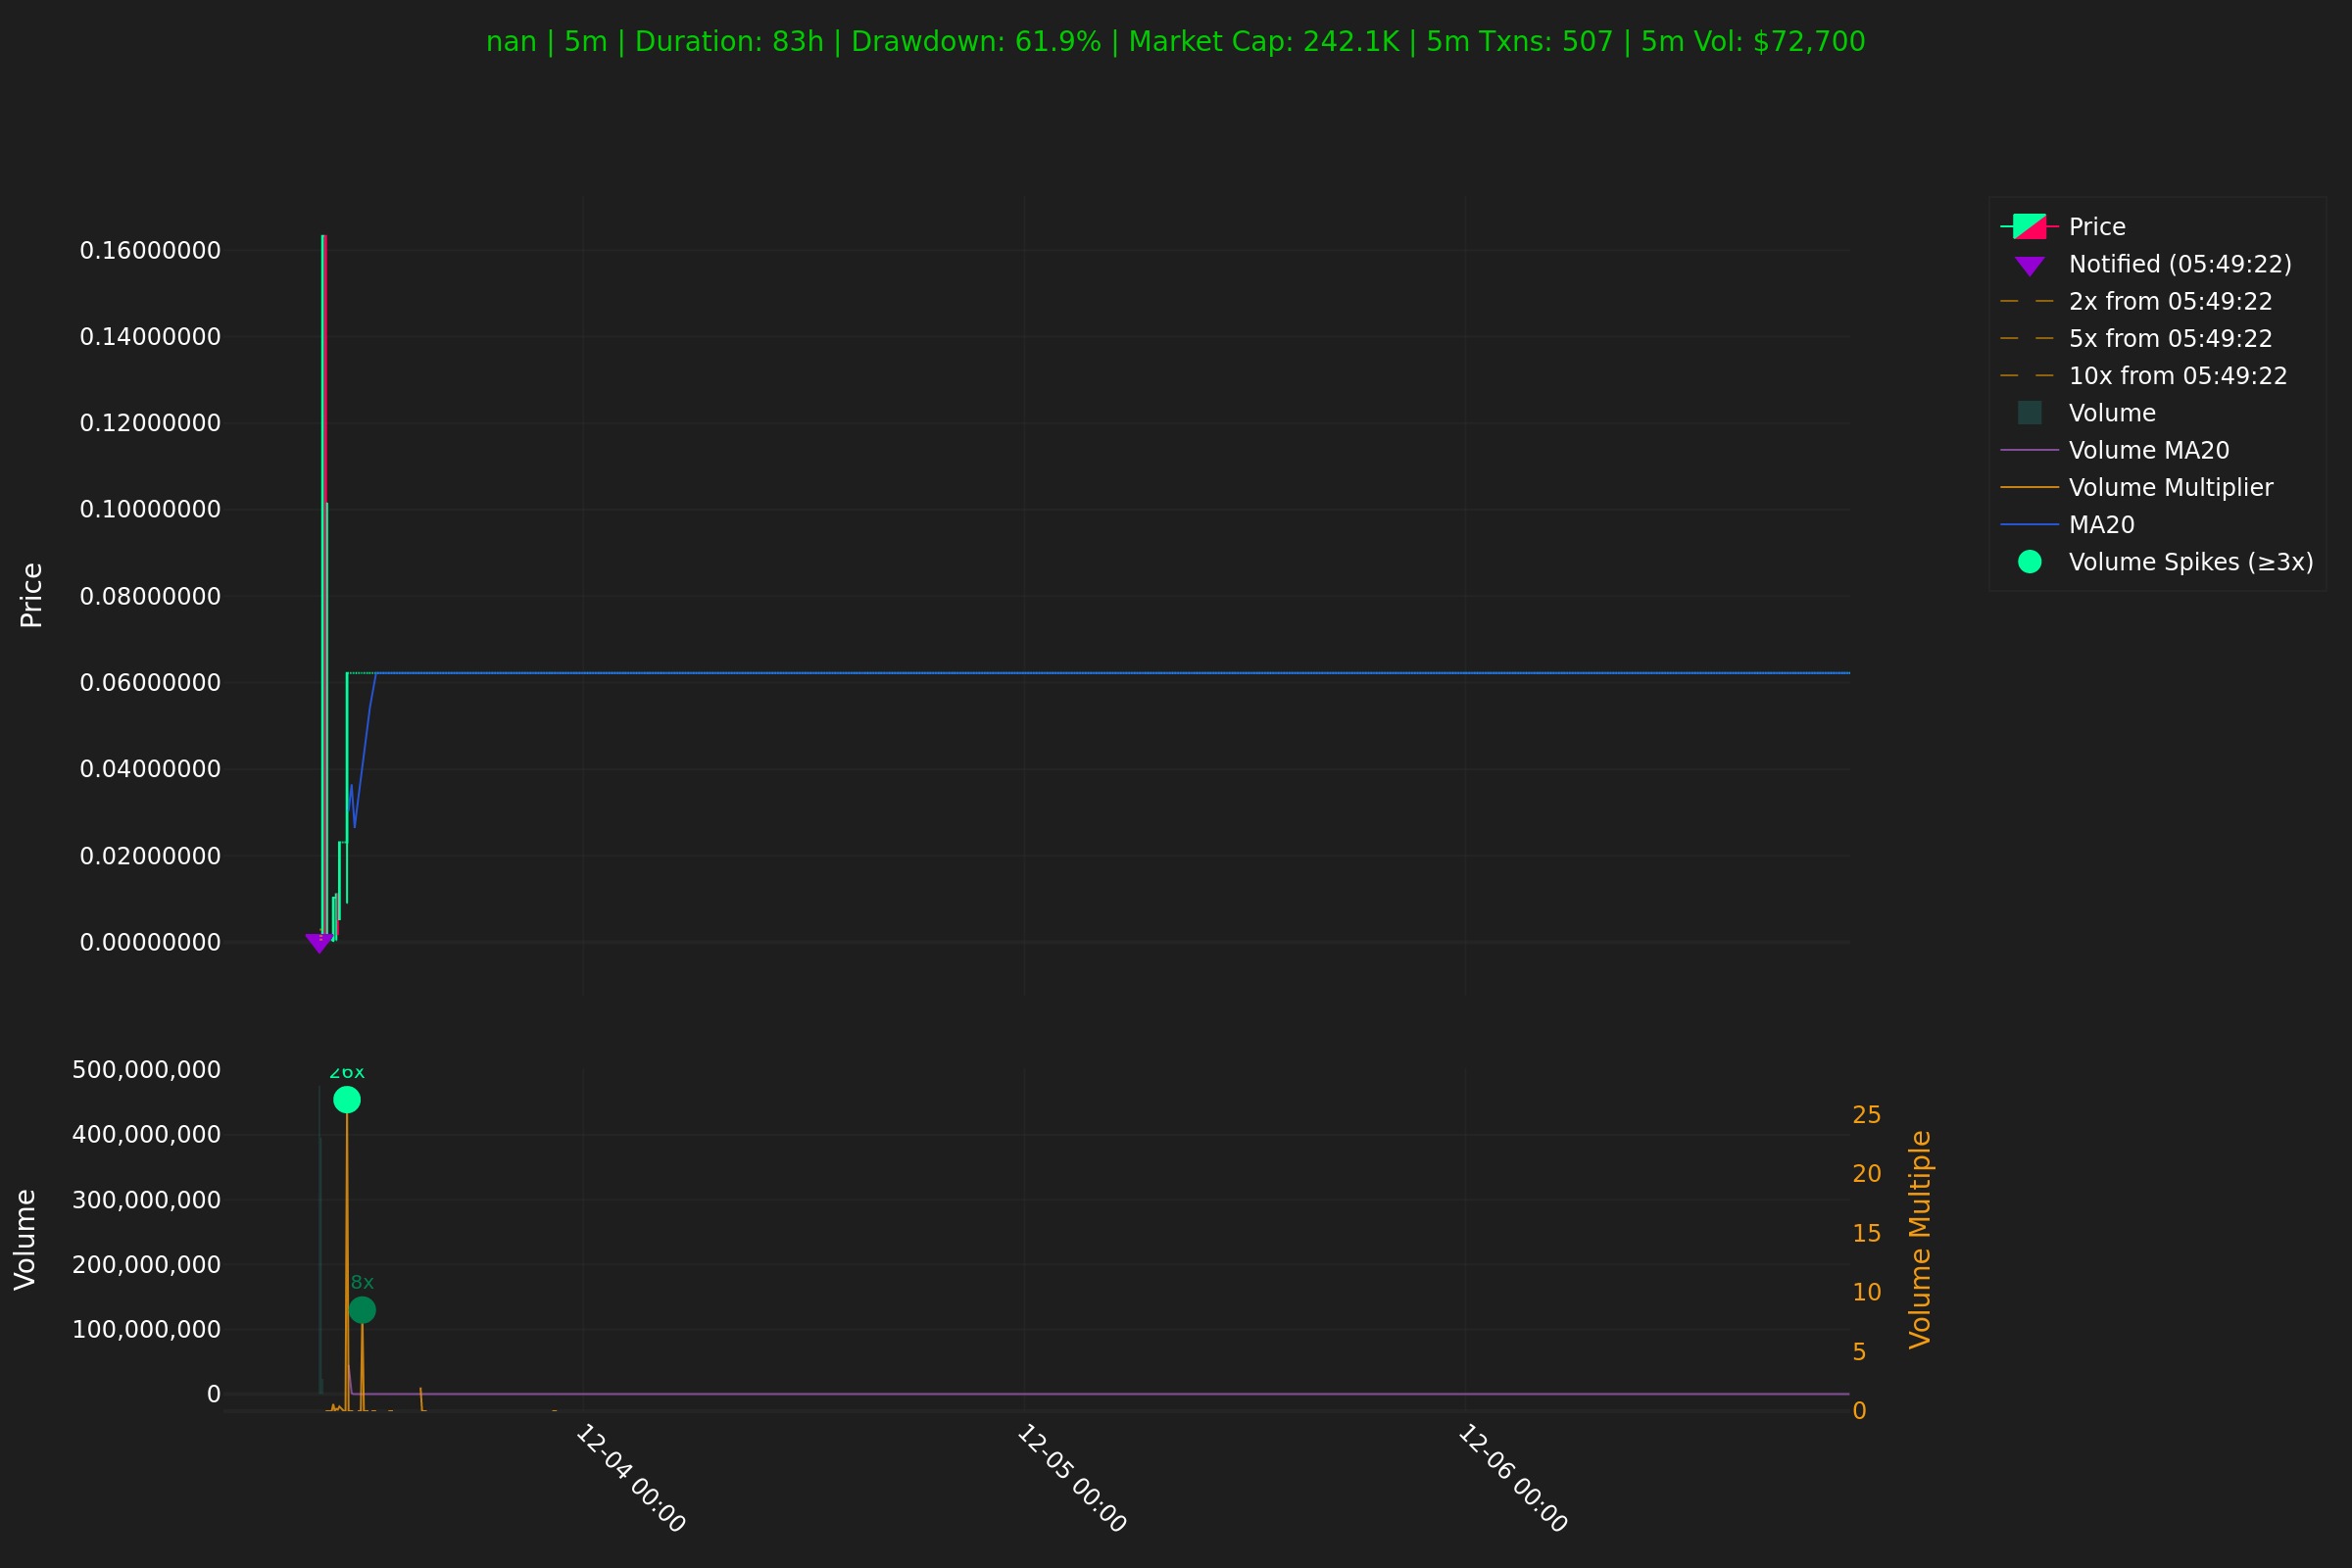 nan | 5m | Duration: 83h | Drawdown: 61.9% | Market Cap: 242.1K | 5m Txns: 507 | 5m Vol: $72,700
Price
0.16000000
0.14000000
0.12000000
0.10000000
0.08000000
0.06000000
0.04000000
0.02000000
0.00000000
Price
Notified (05:49:22)
2x from 05:49:22
5x from 05:49:22
10x from 05:49:22
Volume
Volume MA20
Volume Multiplier
MA20
Volume Spikes (≥3x)
Volume
500,000,000
400,000,000
300,000,000
200,000,000
100,000,000
0
26x
8x
25
20
15
10
5
0
Volume Multiple
12-04 00:00
12-05 00:00
12-06 00:00